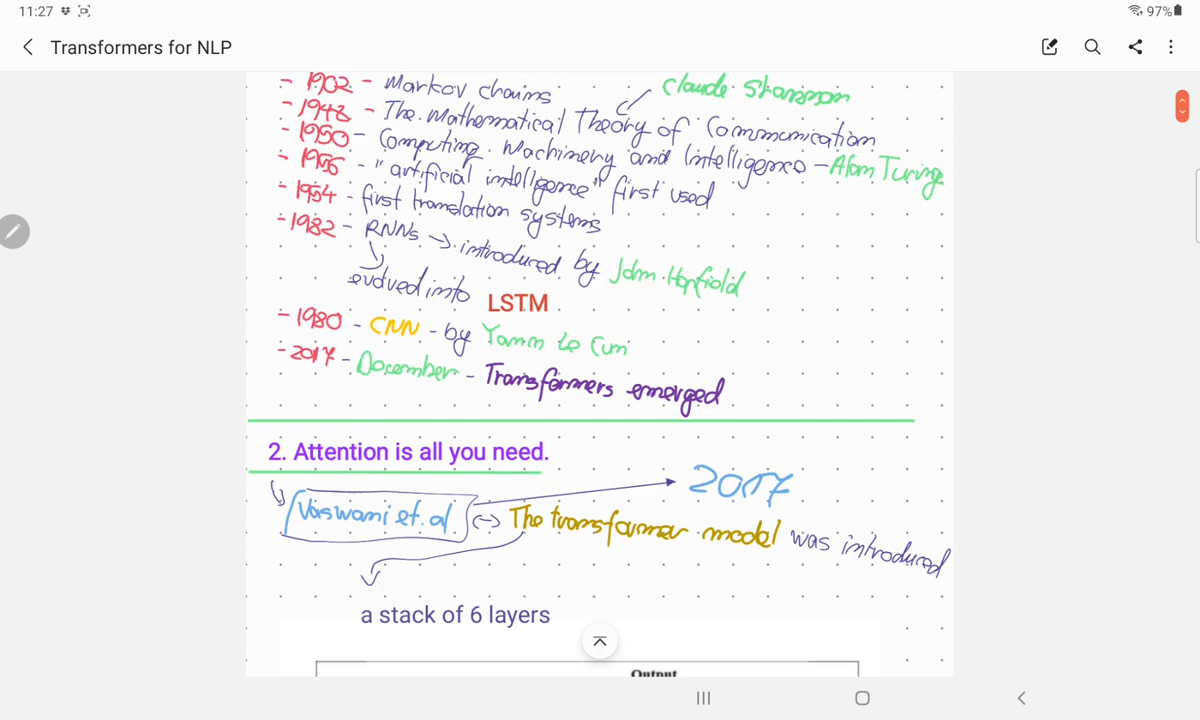 11:27 97%
Transformers for NLP
- 1902 - Markov chains
Claude Shannon
- 1948 - The Mathematical Theory of Communication
- 1950 - Computing Machinery and Intelligence - Alan Turing
- 1956 - "artificial intelligence" first used
- 1954 - first translation systems
- 1982 - RNNs → introduced by John Hopfield
evolved into LSTM
- 1980 - CNN - by Yann Le Cun
- 2017 - December - Transformers emerged
2. Attention is all you need.
2017
Vaswani et. al The transformer model was introduced
a stack of 6 layers
Output